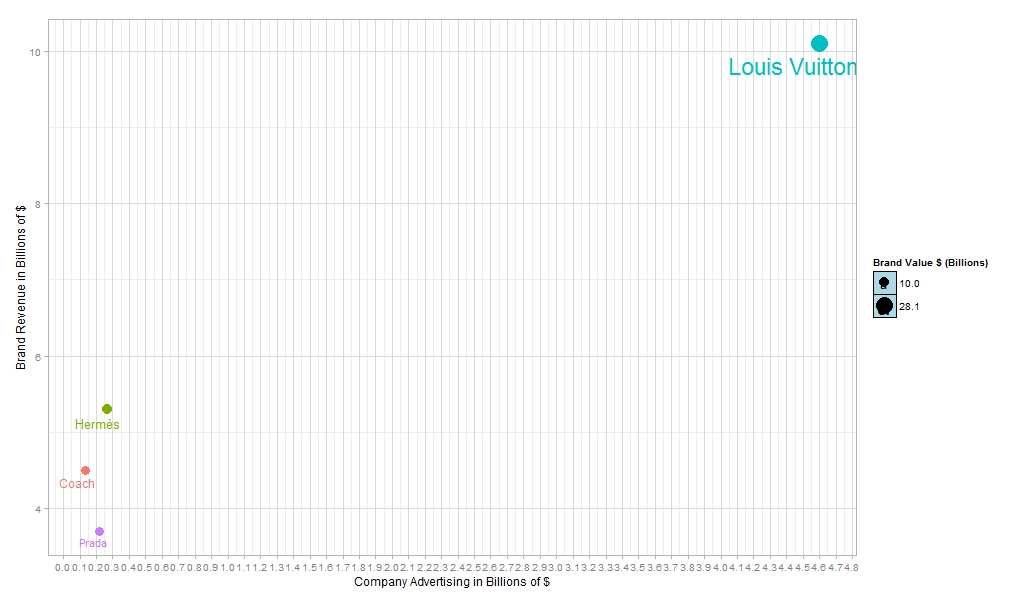 10
Louis Vuitton
8
Brand Revenue in Billions of $
Brand Value $ (Billions)
10.0
28.1
6
Hermès
Coach
4
Prada
0.0 0.1 0.2 0.3 0.4 0.5 0.6 0.7 0.8 0.9 1.0 1.1 1.2 1.3 1.4 1.5 1.6 1.7 1.8 1.9 2.0 2.1 2.2 2.3 2.4 2.5 2.6 2.7 2.8 2.9 3.0 3.1 3.2 3.3 3.4 3.5 3.6 3.7 3.8 3.9 4.0 4.1 4.2 4.3 4.4 4.5 4.6 4.7 4.8
Company Advertising in Billions of $